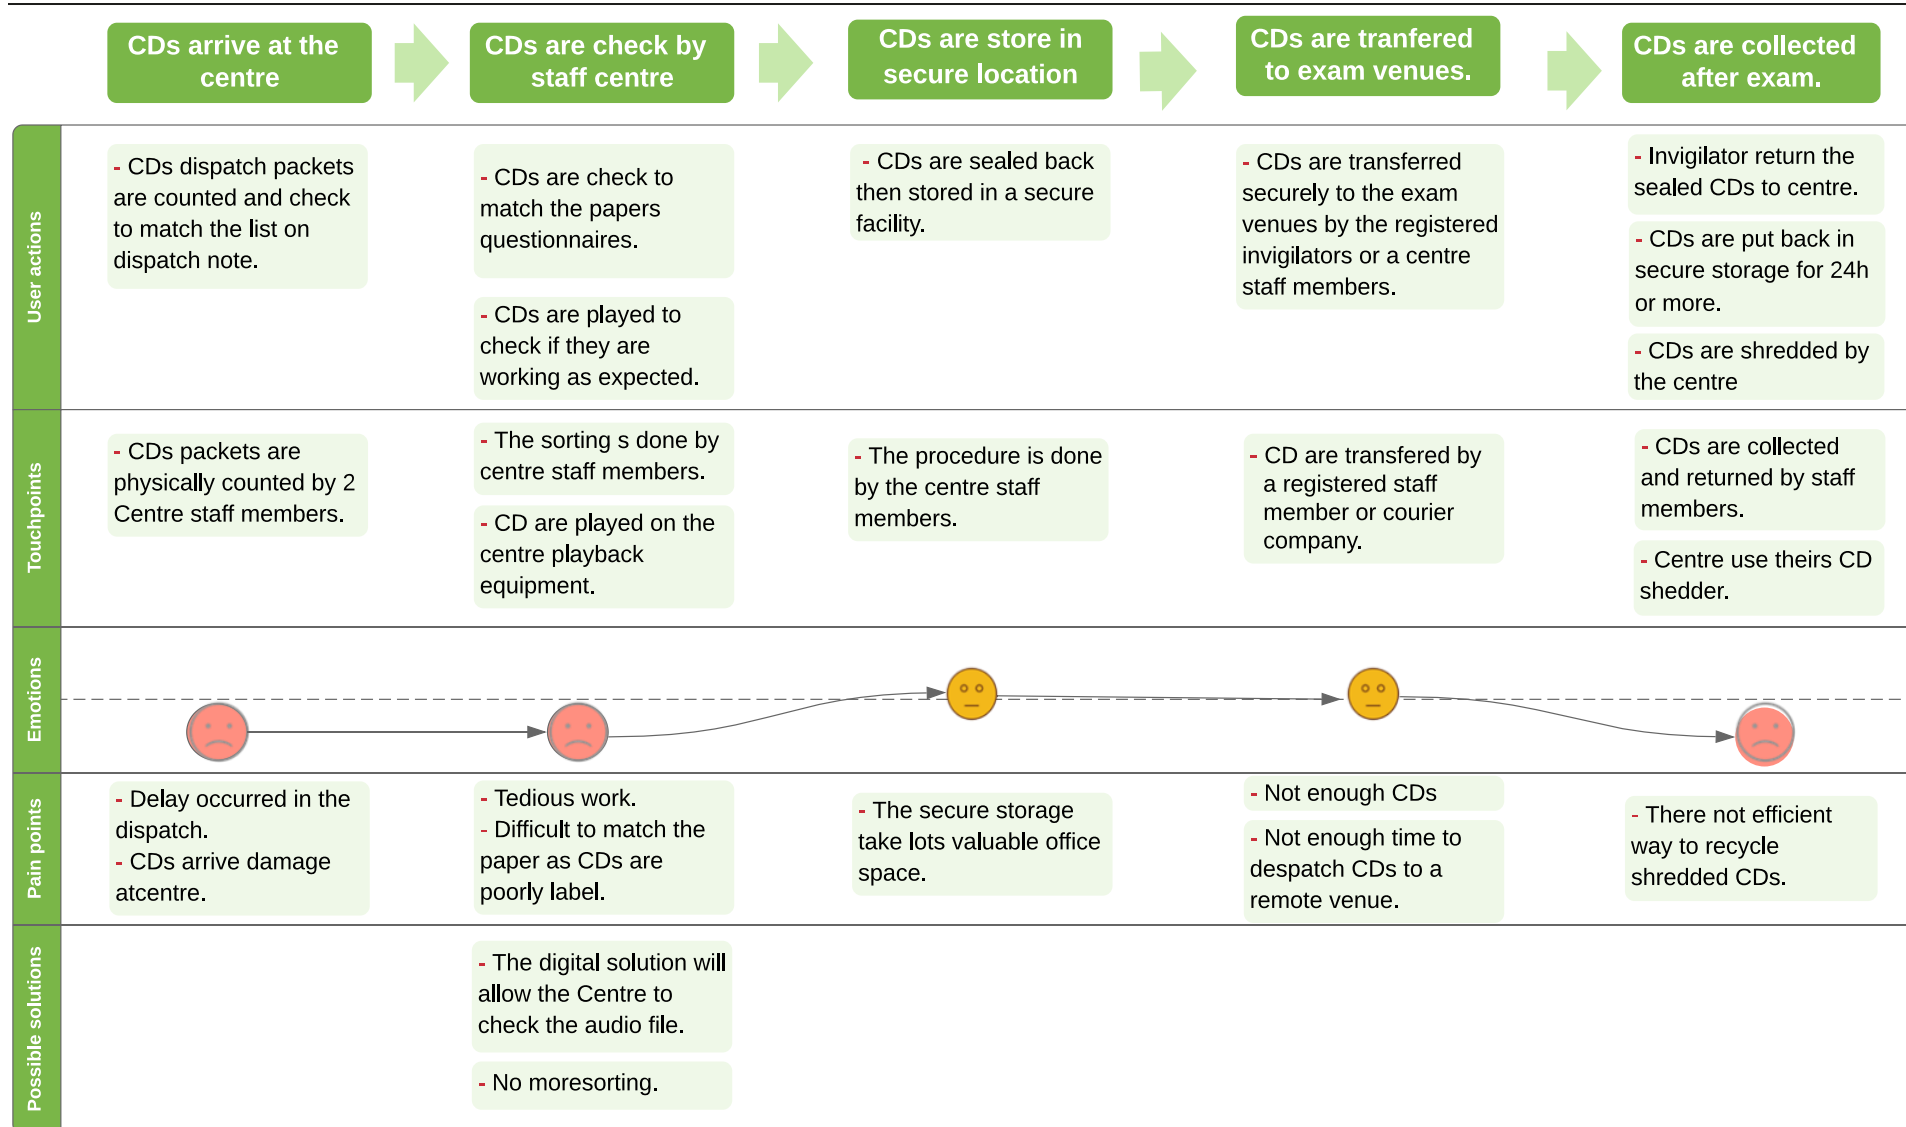 CDs arrive at the
centre
CDs are check by
staff centre
CDs are store in
secure location
CDs are tranfered
to exam venues.
CDs are collected
after exam.
User actions
- CDs dispatch packets
are counted and check
to match the list on
dispatch note.
- CDs are check to
match the papers
questionnaires.
- CDs are played to
check if they are
working as expected.
- CDs are sealed back
then stored in a secure
facility.
- CDs are transferred
securely to the exam
venues by the registered
invigilators or a centre
staff members.
- Invigilator return the
sealed CDs to centre.
- CDs are put back in
secure storage for 24h
or more.
- CDs are shredded by
the centre
Touchpoints
- CDs packets are
physically counted by 2
Centre staff members.
- The sorting s done by
centre staff members.
- CD are played on the
centre playback
equipment.
- The procedure is done
by the centre staff
members.
- CD are transfered by
a registered staff
member or courier
company.
- CDs are collected
and returned by staff
members.
- Centre use theirs CD
shedder.
Emotions
Pain points
- Delay occurred in the
dispatch.
- CDs arrive damage
atcentre.
- Tedious work.
- Difficult to match the
paper as CDs are
poorly label.
- The secure storage
take lots valuable office
space.
- Not enough CDs
- Not enough time to
despatch CDs to a
remote venue.
- There not efficient
way to recycle
shredded CDs.
Possible solutions
- The digital solution will
allow the Centre to
check the audio file.
- No moresorting.